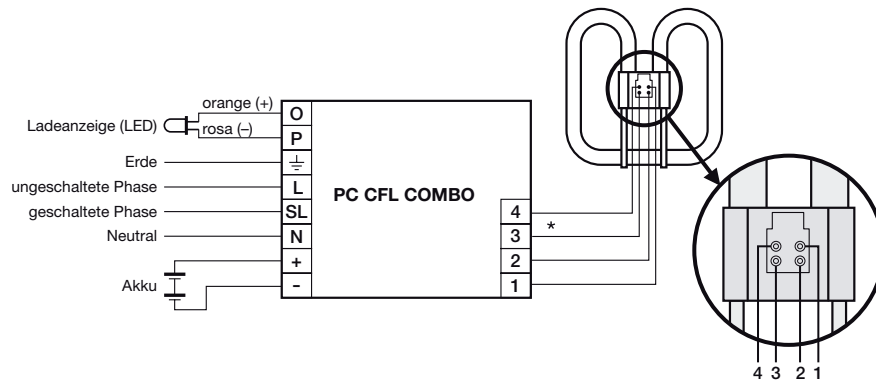 orange (+)
Ladeanzeige (LED)
rosa (–)
Erde
ungeschaltete Phase
geschaltete Phase
Neutral
Akku
O
P
L
SL
N
+
-
PC CFL COMBO
4
3
2
1
*
4 3 2 1